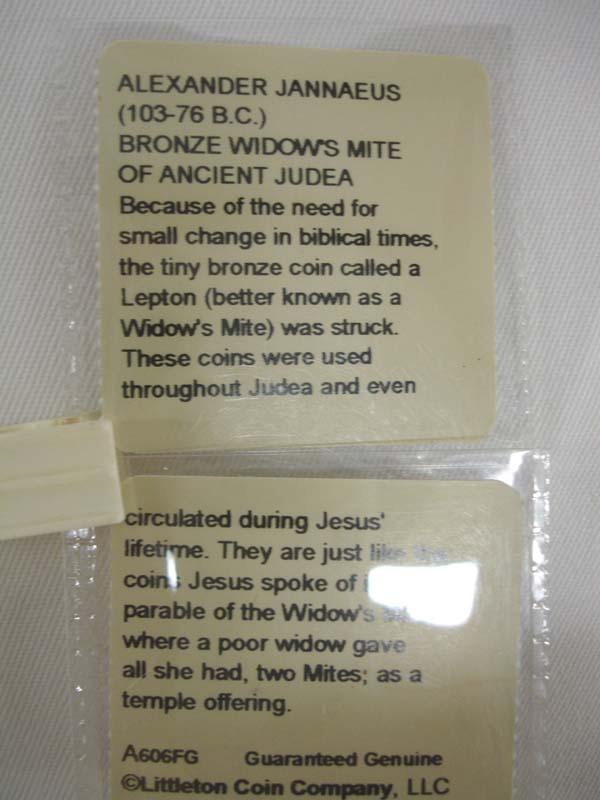 ALEXANDER JANNAEUS
(103-76 B.C.)
BRONZE WIDOW'S MITE
OF ANCIENT JUDEA
Because of the need for
small change in biblical times,
the tiny bronze coin called a
Lepton (better known as a
Widow's Mite) was struck.
These coins were used
throughout Judea and even
circulated during Jesus'
lifetime. They are just like the
coins Jesus spoke of
parable of the Widow's
where a poor widow gave
all she had, two Mites; as a
temple offering.
A606FG Guaranteed Genuine
©Littleton Coin Company, LLC